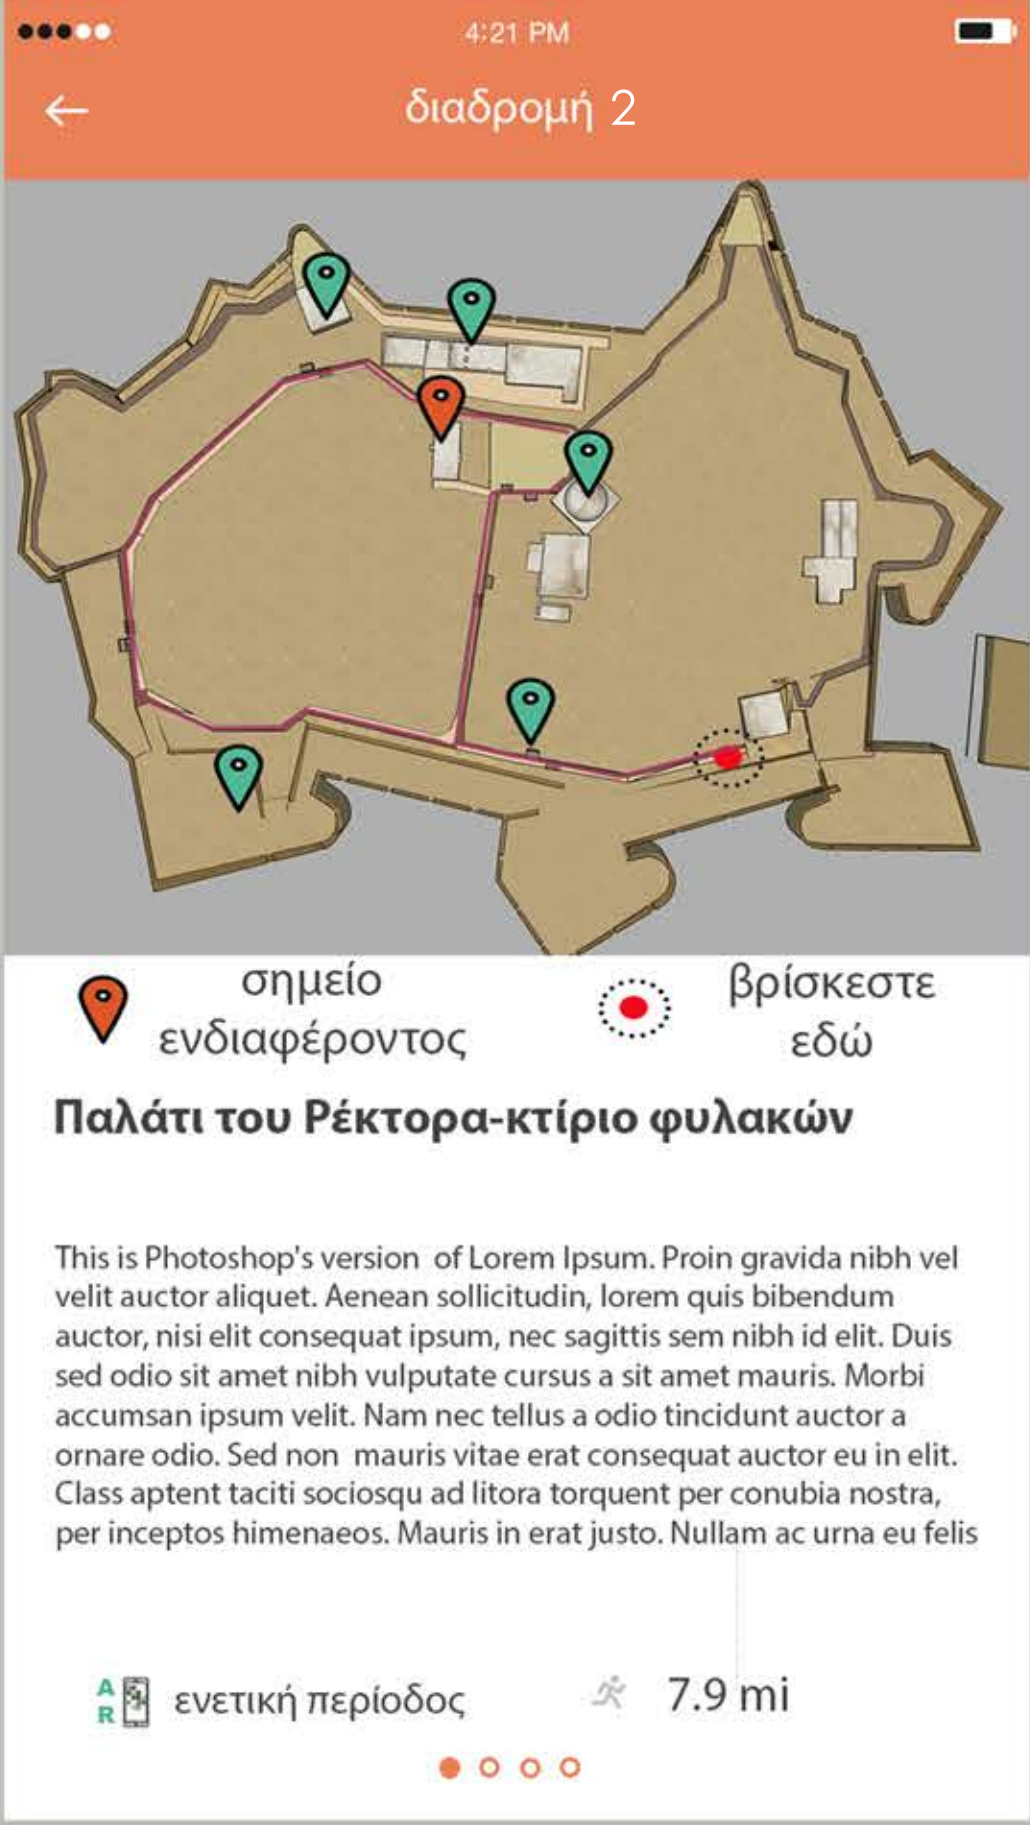 4:21 PM
διαδρομή 2
σημείο
ενδιαφέροντος
βρίσκεστε
εδώ
Παλάτι του Ρέκτορα-κτίριο φυλακών
This is Photoshop's version  of Lorem Ipsum. Proin gravida nibh vel
velit auctor aliquet. Aenean sollicitudin, lorem quis bibendum
auctor, nisi elit consequat ipsum, nec sagittis sem nibh id elit. Duis
sed odio sit amet nibh vulputate cursus a sit amet mauris. Morbi
accumsan ipsum velit. Nam nec tellus a odio tincidunt auctor a
ornare odio. Sed non  mauris vitae erat consequat auctor eu in elit.
Class aptent taciti sociosqu ad litora torquent per conubia nostra,
per inceptos himenaeos. Mauris in erat justo. Nullam ac urna eu felis
A
R
ενετική περίοδος
7.9 mi